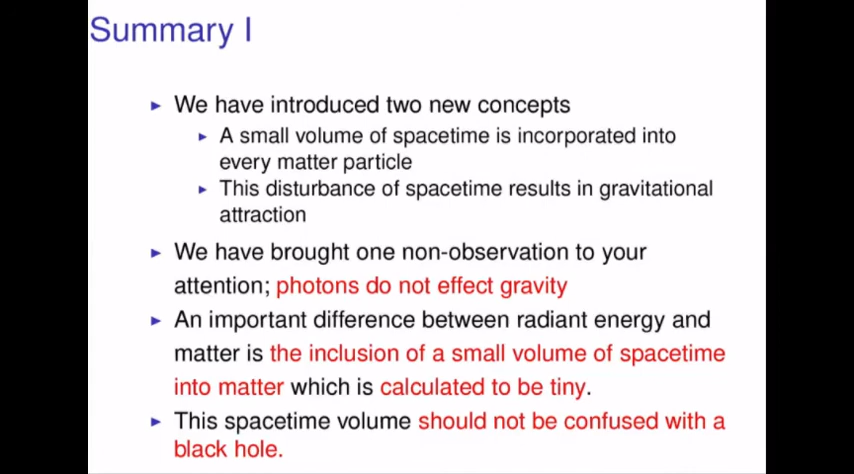 Summary I
We have introduced two new concepts
A small volume of spacetime is incorporated into
every matter particle
This disturbance of spacetime results in gravitational
attraction
We have brought one non-observation to your
attention; photons do not effect gravity
An important difference between radiant energy and
matter is the inclusion of a small volume of spacetime
into matter which is calculated to be tiny.
This spacetime volume should not be confused with a
black hole.